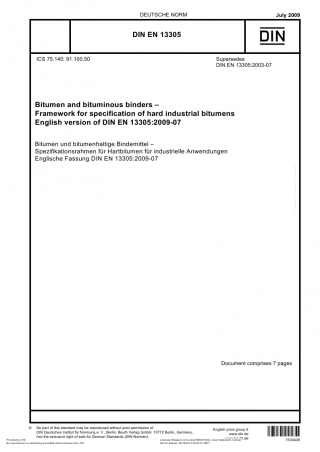 DEUTSCHE NORM
July 2009
DIN EN 13305
DIN
ICS 75.140; 91.100.50
Supersedes
DIN EN 13305:2003-07
Bitumen and bituminous binders –
Framework for specification of hard industrial bitumens
English version of DIN EN 13305:2009-07
Bitumen und bitumenhaltige Bindemittel –
Spezifikationsrahmen für Hartbitumen für industrielle Anwendungen
Englische Fassung DIN EN 13305:2009-07
Document comprises 7 pages
© No part of this standard may be reproduced without prior permission of
DIN Deutsches Institut für Normung e. V., Berlin. Beuth Verlag GmbH, 10772 Berlin, Germany,
has the exclusive right of sale for German Standards (DIN-Normen).
English price group 6
www.din.de